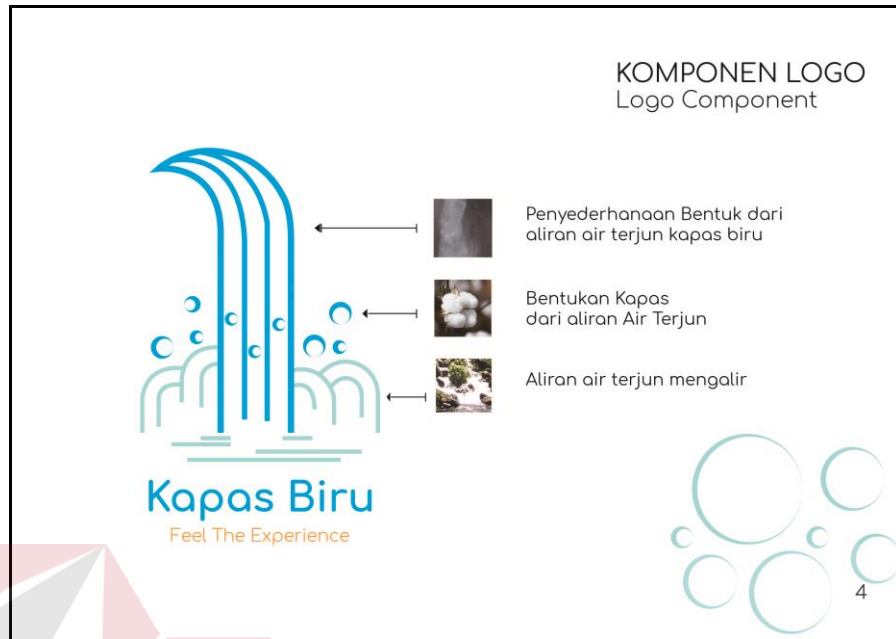 KOMPONEN LOGO
Logo Component
Penyederhanaan Bentuk dari
aliran air terjun kapas biru
Bentukan Kapas
dari aliran Air Terjun
Aliran air terjun mengalir
Kapas Biru
Feel The Experience
4